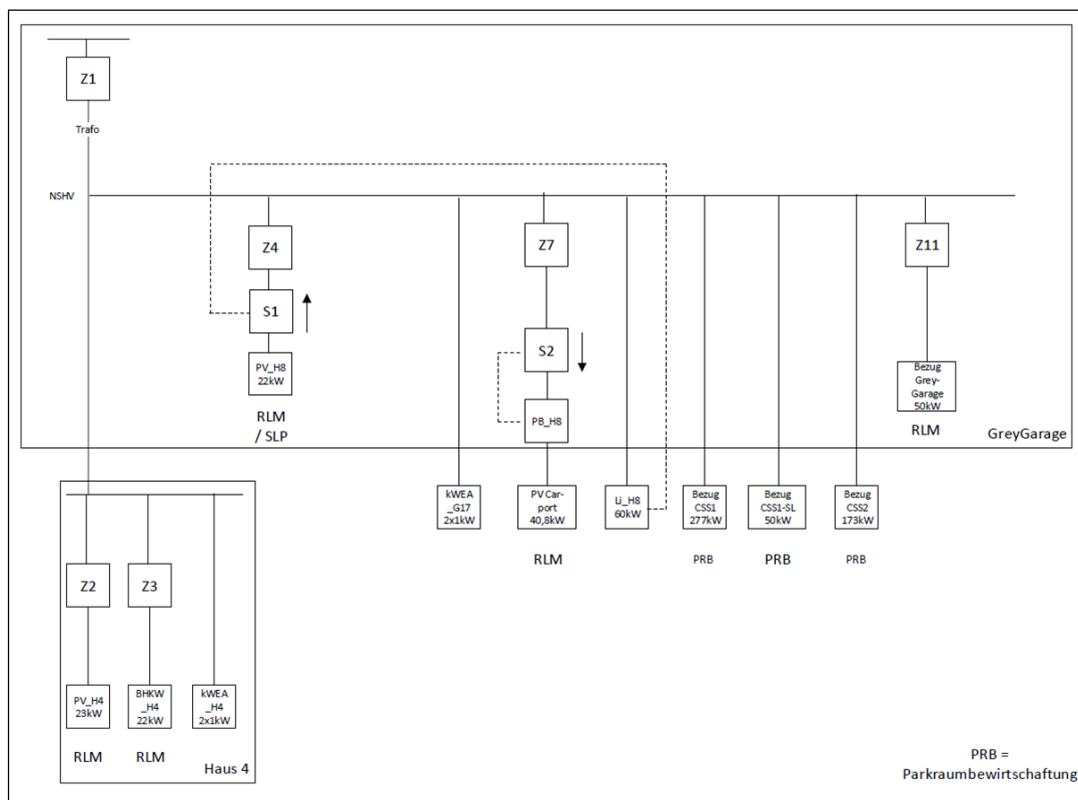 Z1
Trafo
NSHV
Z4
S1
PV_H8
22kW
RLM
/ SLP
Z7
S2
PB_H8
Z11
Bezug
Grey-
Garage
50kW
RLM
GreyGarage
kWEA
_G17
2x1kW
PV Car-
port
40,8kW
RLM
Li_H8
60kW
Bezug
CSS1
277kW
PRB
Bezug
CSS1-SL
50kW
PRB
Bezug
CSS2
173kW
PRB
Z2
Z3
PV_H4
23kW
RLM
BHKW
_H4
22kW
RLM
kWEA
_H4
2x1kW
Haus 4
PRB =
Parkraumbewirtschaftung